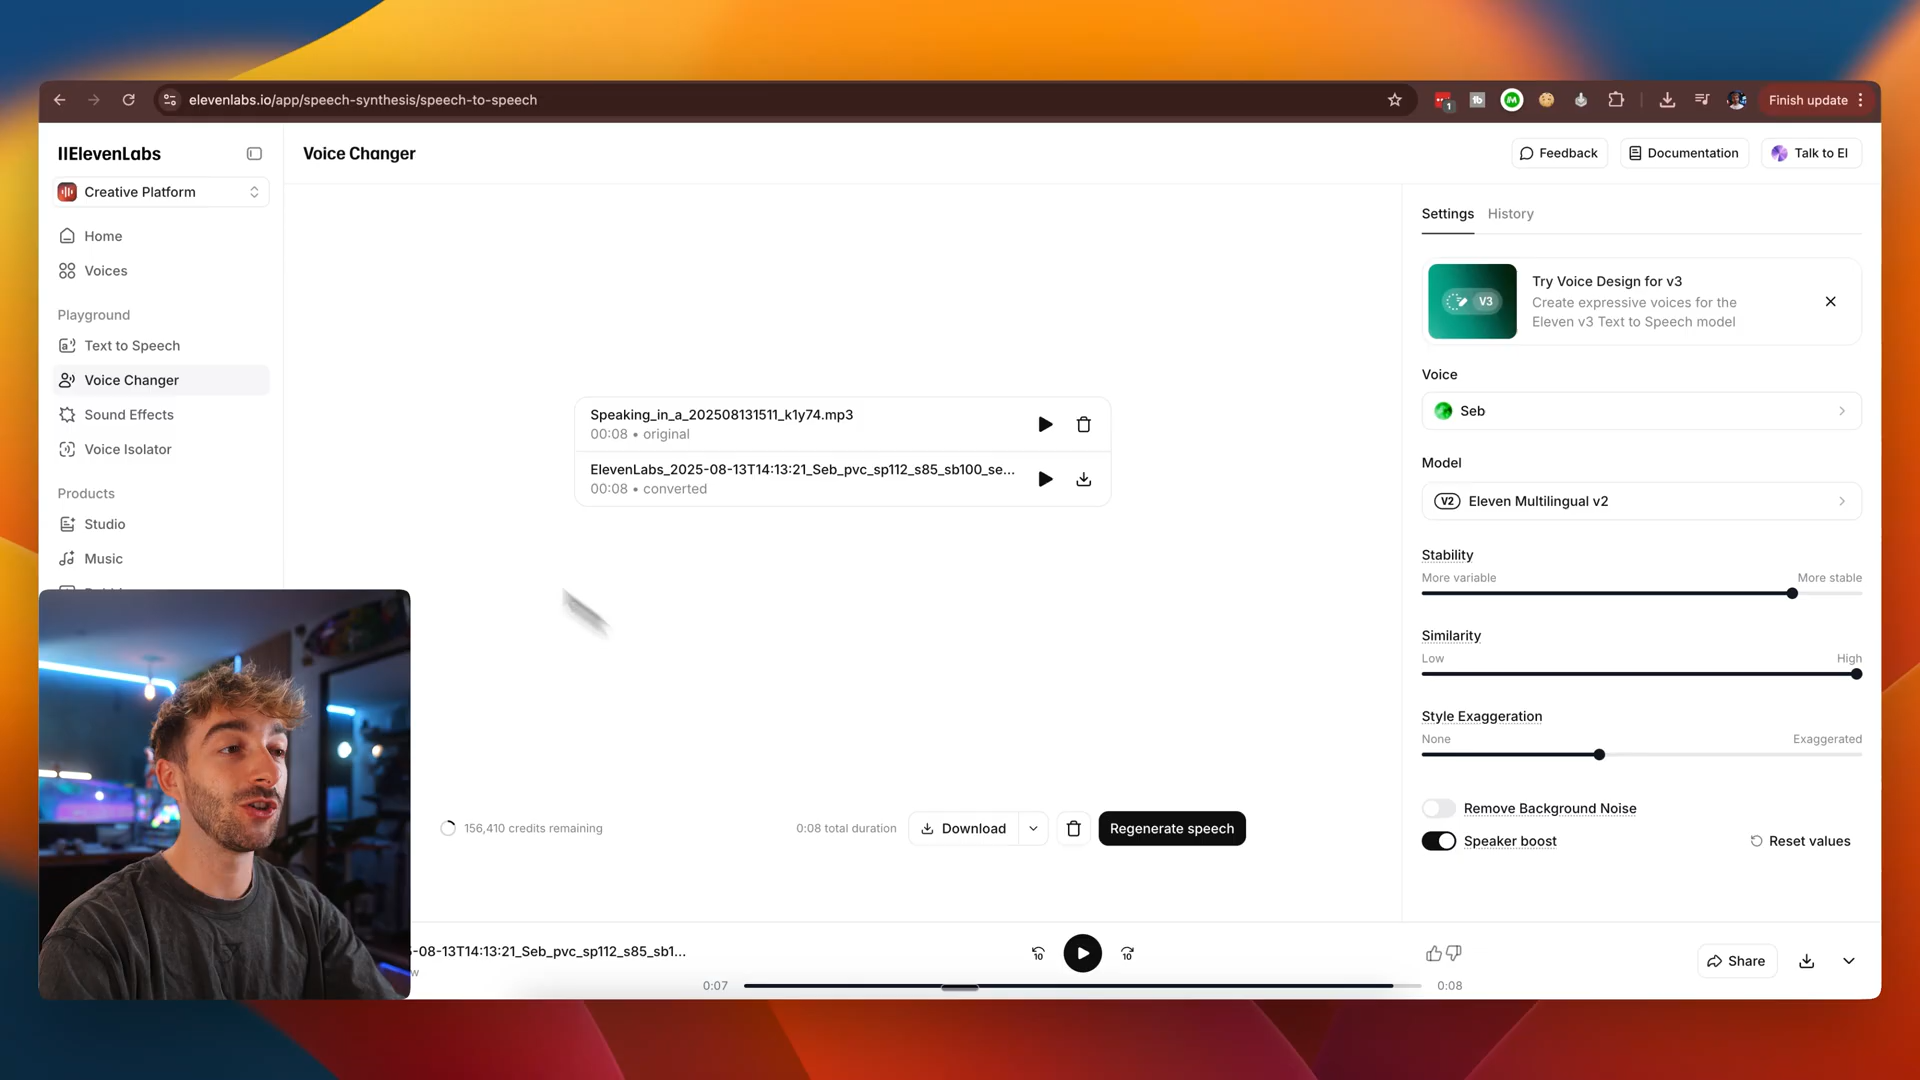 elevenlabs.io/app/speech-synthesis/speech-to-speech
1
Finish update
IIElevenLabs
Voice Changer
Feedback
Documentation
Talk to EI
Creative Platform
Home
Voices
Playground
Text to Speech
Voice Changer
Sound Effects
Voice Isolator
Products
Studio
Music
Speaking_in_a_202508131511_k1y74.mp3
00:08 • original
ElevenLabs_2025-08-13T14:13:21_Seb_pvc_sp112_s85_sb100_se...
00:08 • converted
156,410 credits remaining
0:08 total duration
Download
Regenerate speech
Settings
History
V3
Try Voice Design for v3
Create expressive voices for the
Eleven v3 Text to Speech model
Voice
Seb
Model
V2 Eleven Multilingual v2
Stability
More variable
More stable
Similarity
Low
High
Style Exaggeration
None
Exaggerated
Remove Background Noise
Speaker boost
Reset values
-08-13T14:13:21_Seb_pvc_sp112_s85_sb1...
10
10
0:07
0:08
Share